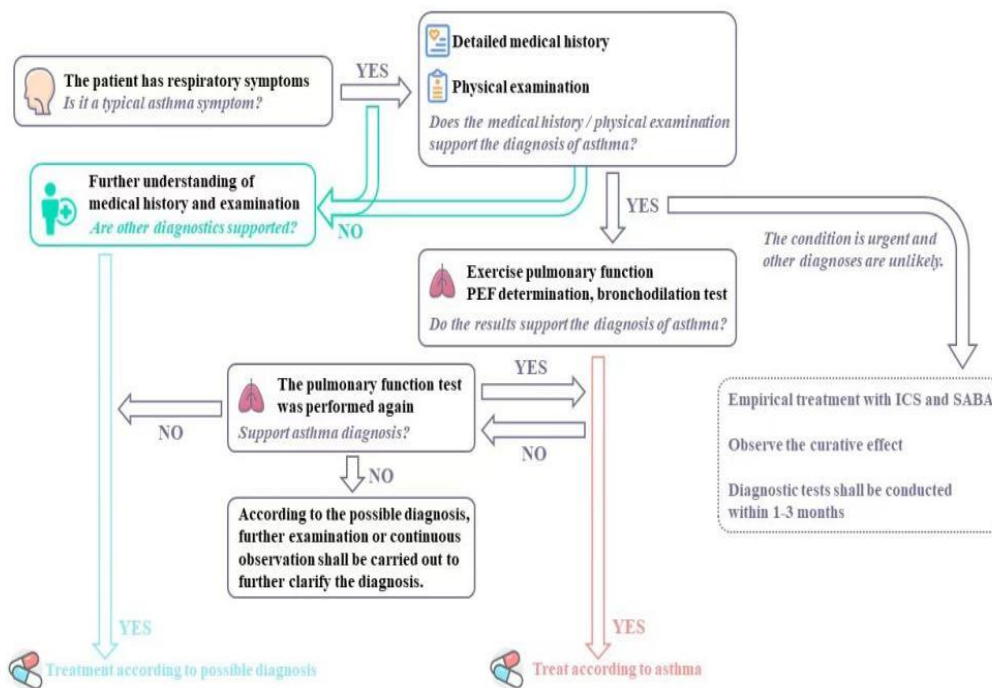 The patient has respiratory symptoms
Is it a typical asthma symptom?
YES
Detailed medical history
Physical examination
Does the medical history / physical examination
support the diagnosis of asthma?
Further understanding of
medical history and examination
Are other diagnostics supported?
NO
YES
The condition is urgent and
other diagnoses are unlikely.
Exercise pulmonary function
PEF determination, bronchodilation test
Do the results support the diagnosis of asthma?
The pulmonary function test
was performed again
Support asthma diagnosis?
YES
NO
NO
NO
Empirical treatment with ICS and SABA
Observe the curative effect
Diagnostic tests shall be conducted
within 1-3 months
According to the possible diagnosis,
further examination or continuous
observation shall be carried out to
further clarify the diagnosis.
YES
YES
Treatment according to possible diagnosis
Treat according to asthma